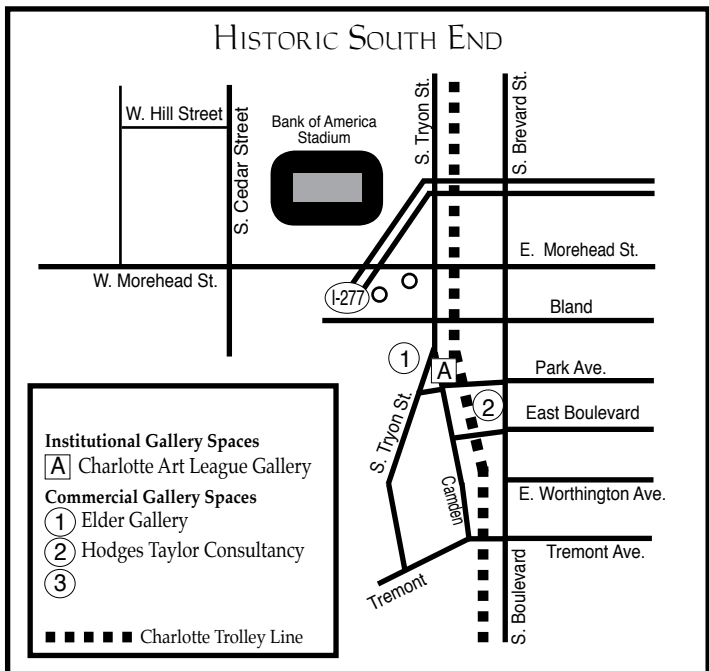 HISTORIC SOUTH END
W. Hill Street
S. Cedar Street
Bank of America
Stadium
S. Tryon St.
S. Brevard St.
E. Morehead St.
W. Morehead St.
I-277
Bland
1
A
Park Ave.
2
East Boulevard
S. Tryon St.
Camden
E. Worthington Ave.
Tremont Ave.
Tremont
S. Boulevard
Institutional Gallery Spaces
A Charlotte Art League Gallery
Commercial Gallery Spaces
1 Elder Gallery
2 Hodges Taylor Consultancy
3
Charlotte Trolley Line